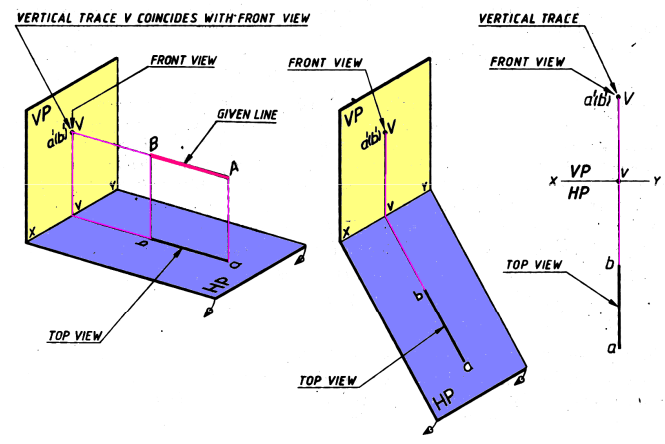 VERTICAL TRACE V COINCIDES WITH FRONT VIEW
FRONT VIEW
VP
a'(b') V
B
GIVEN LINE
A
V
X
Y
b
a
HP
TOP VIEW
FRONT VIEW
VP
a'(b') V
V
X
Y
b
a
HP
TOP VIEW
VERTICAL TRACE
FRONT VIEW
a'(b') V
X VP V Y
HP
b
TOP VIEW
a